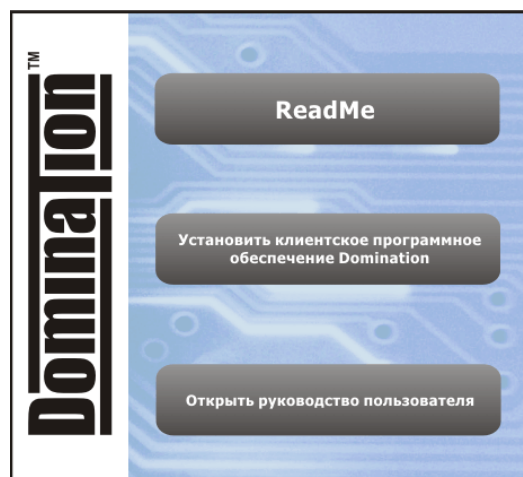 Domination™
ReadMe
Установить клиентское программное
обеспечение Domination
Открыть руководство пользователя